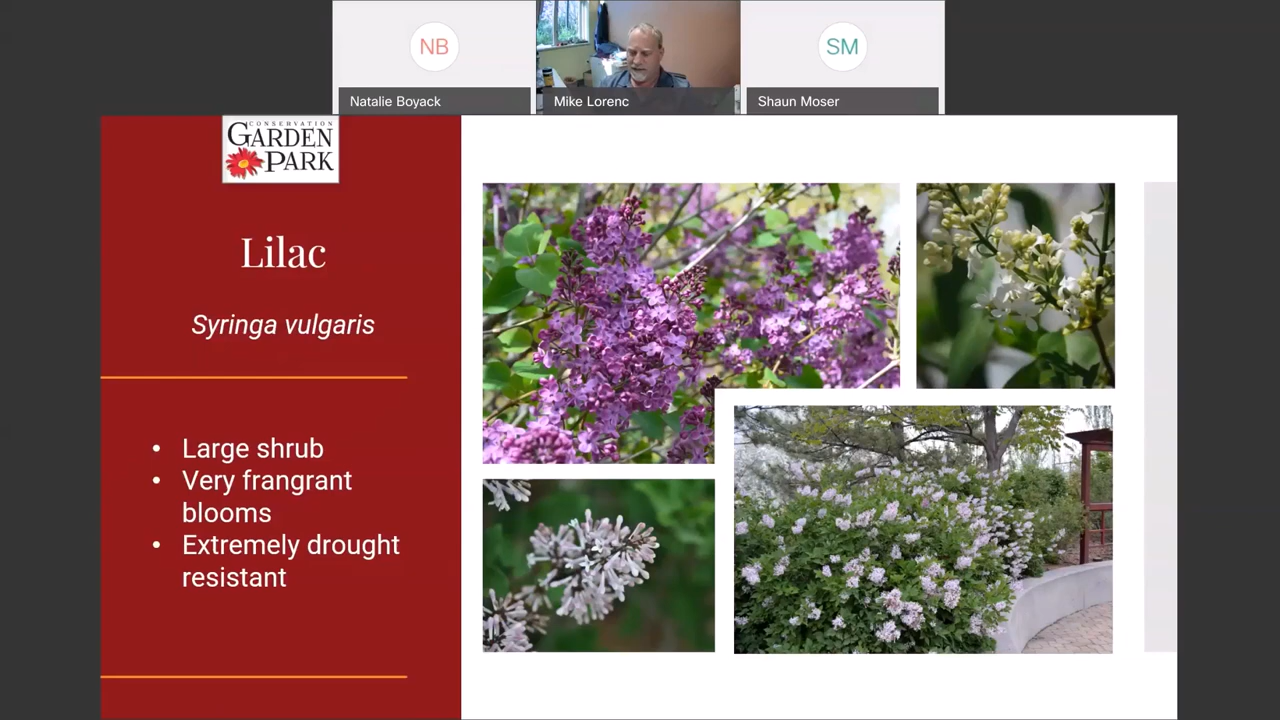 NB
SM
Natalie Boyack
Mike Lorenc
Shaun Moser
CONSERVATION
GARDEN
PARK
Lilac
Syringa vulgaris
• Large shrub
• Very frangrant
blooms
• Extremely drought
resistant